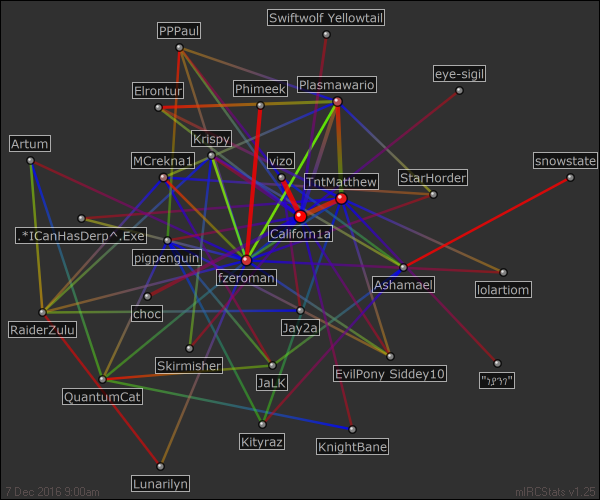 Swiftwolf Yellowtail
PPPaul
eye-sigil
Elrontur
Phimeek
Plasmawario
Artum
Krispy
MCrekna1
vizo
snowstate
TntMatthew
StarHorder
.*ICanHasDerp^.Exe
Californ1a
pigpenguin
fzeroman
Ashamael
lolartiom
choc
RaiderZulu
Jay2a
Skirmisher
EvilPony Siddey10
JaLK
QuantumCat
Kityraz
KnightBane
Lunarilyn
7 Dec 2016 9:00am
mIRCStats v1.25